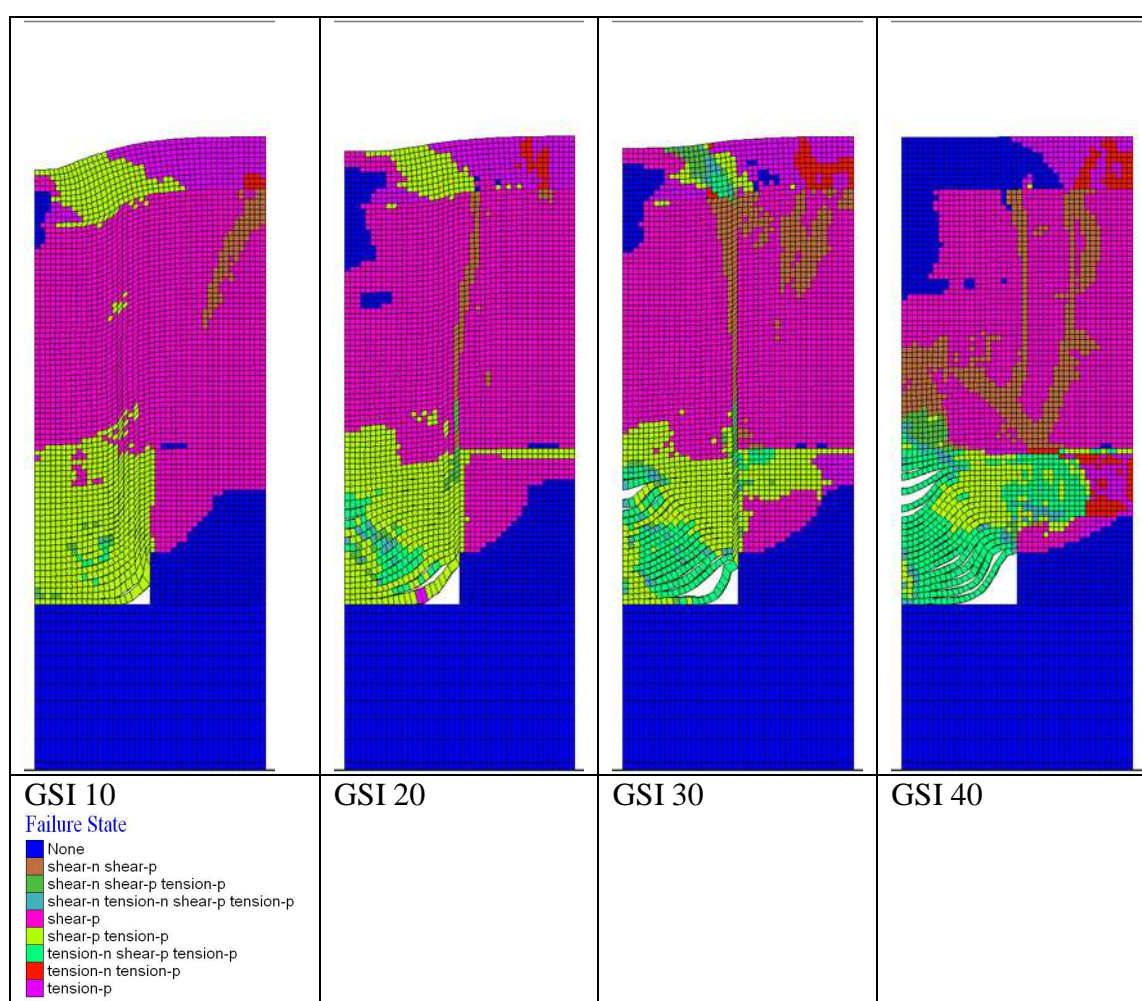 GSI 10
GSI 20
GSI 30
GSI 40
Failure State
None
shear-n shear-p
shear-n shear-p tension-p
shear-n tension-n shear-p tension-p
shear-p
shear-p tension-p
tension-n shear-p tension-p
tension-n tension-p
tension-p